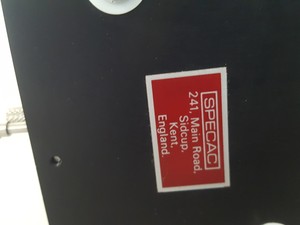 SPECAC
241, Main Road,
Sidcup,
Kent,
England.